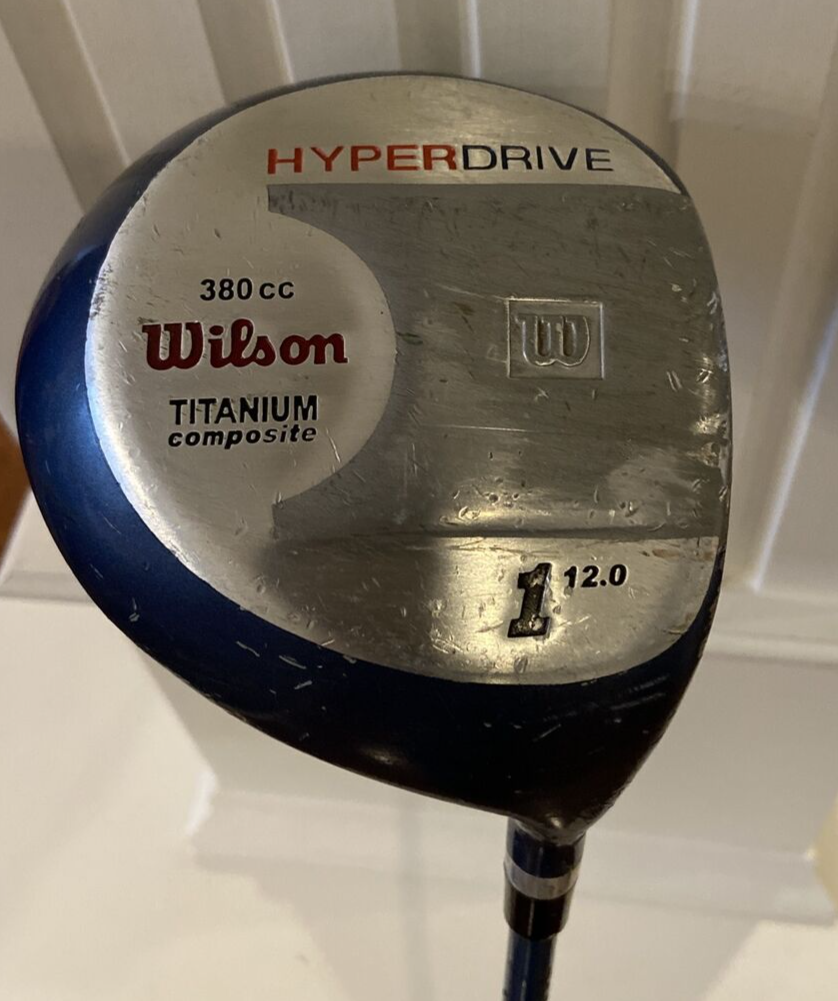 HYPERDRIVE
380 cc
Wilson
TITANIUM
composite
W
1 12.0